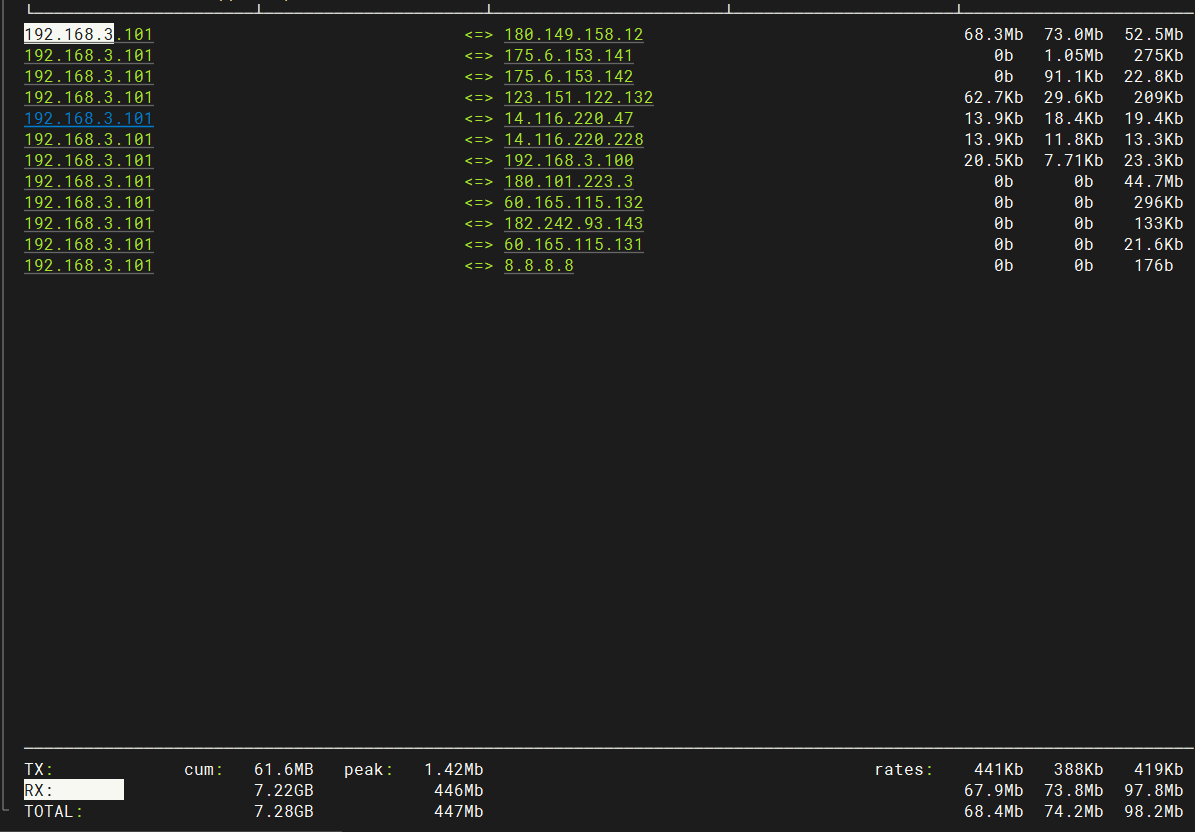 192.168.3.101 <=> 180.149.158.12 68.3Mb 73.0Mb 52.5Mb
192.168.3.101 <=> 175.6.153.141 0b 1.05Mb 275Kb
192.168.3.101 <=> 175.6.153.142 0b 91.1Kb 22.8Kb
192.168.3.101 <=> 123.151.122.132 62.7Kb 29.6Kb 209Kb
192.168.3.101 <=> 14.116.220.47 13.9Kb 18.4Kb 19.4Kb
192.168.3.101 <=> 14.116.220.228 13.9Kb 11.8Kb 13.3Kb
192.168.3.101 <=> 192.168.3.100 20.5Kb 7.71Kb 23.3Kb
192.168.3.101 <=> 180.101.223.3 0b 0b 44.7Mb
192.168.3.101 <=> 60.165.115.132 0b 0b 296Kb
192.168.3.101 <=> 182.242.93.143 0b 0b 133Kb
192.168.3.101 <=> 60.165.115.131 0b 0b 21.6Kb
192.168.3.101 <=> 8.8.8.8 0b 0b 176b
TX: cum: 61.6MB peak: 1.42Mb rates: 441Kb 388Kb 419Kb
RX: 7.22GB 446Mb 67.9Mb 73.8Mb 97.8Mb
TOTAL: 7.28GB 447Mb 68.4Mb 74.2Mb 98.2Mb